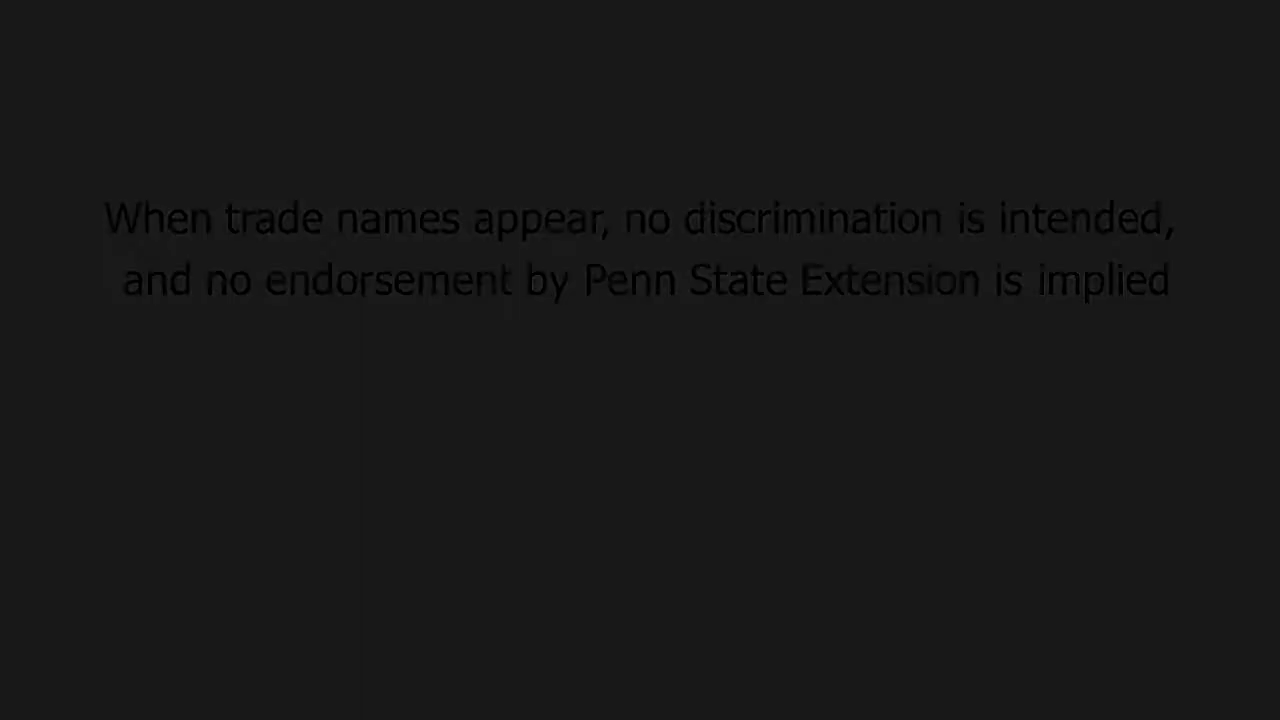 When trade names appear, no discrimination is intended,
and no endorsement by Penn State Extension is implied